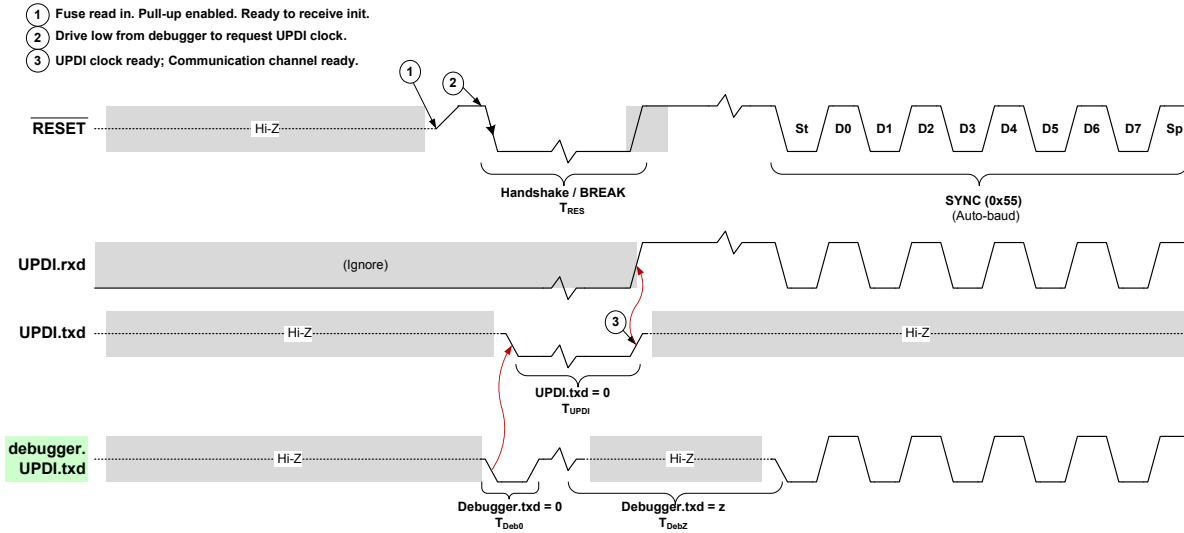 1 Fuse read in. Pull-up enabled. Ready to receive init.
2 Drive low from debugger to request UPDI clock.
3 UPDI clock ready; Communication channel ready.
1 2
RESET Hi-Z St D0 D1 D2 D3 D4 D5 D6 D7 Sp
Handshake / BREAK
TRES
SYNC (0x55)
(Auto-baud)
UPDI.rxd (Ignore)
3
UPDI.txd Hi-Z Hi-Z
UPDI.txd = 0
TUPDI
debugger.
UPDI.txd Hi-Z Hi-Z
Debugger.txd = 0 Debugger.txd = z
TDeb0 TDebZ